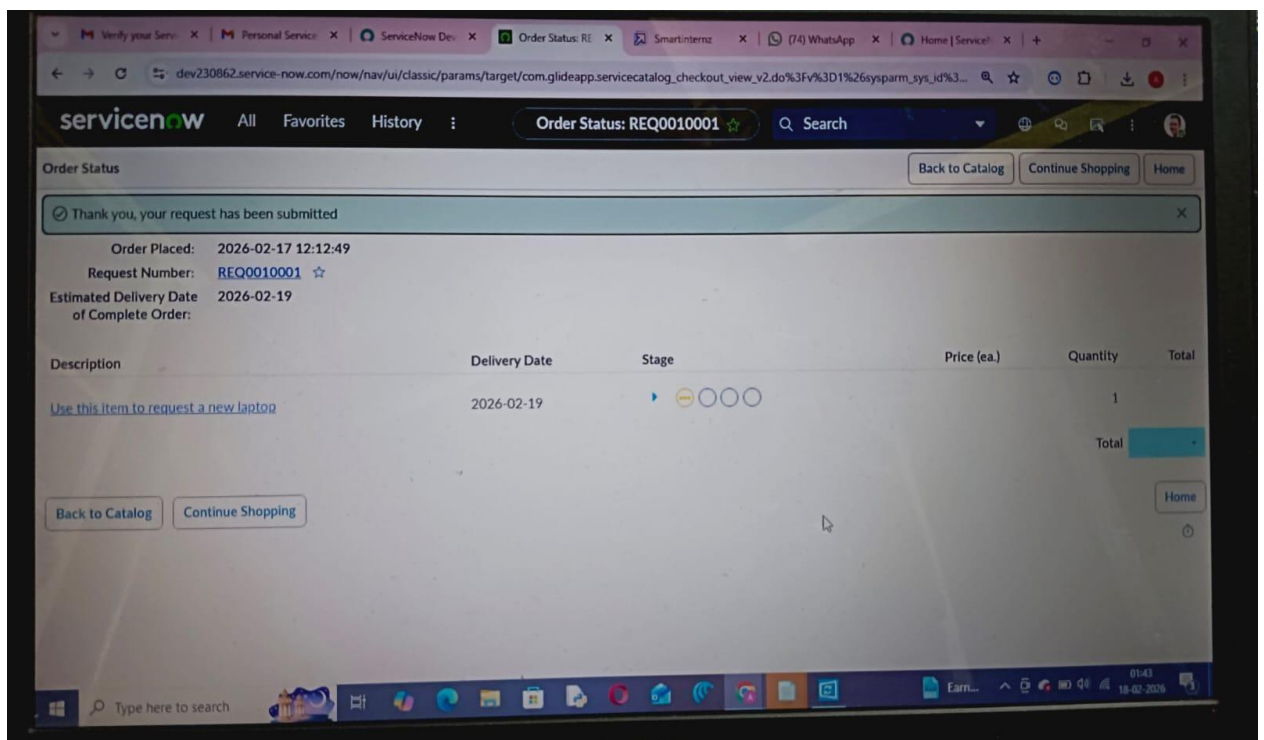 Verify your Servi
Personal Service
ServiceNow Dev
Order Status: RE
Smartinternz
(74) WhatsApp
Home | Service
dev230862.service-now.com/now/nav/ui/classic/params/target/com.glideapp.servicecatalog_checkout_view_v2.do%3Fv%3D1%26sysparm_sys_id%3...
servicenow All Favorites History Order Status: REQ0010001 Search
Order Status Back to Catalog Continue Shopping Home
Thank you, your request has been submitted
Order Placed: 2026-02-17 12:12:49
Request Number: REQ0010001
Estimated Delivery Date 2026-02-19
of Complete Order:
Description Delivery Date Stage Price (ea.) Quantity Total
Use this item to request a new laptop 2026-02-19 1
Total -
Back to Catalog Continue Shopping Home
Type here to search Earn... 01:43
18-02-2026